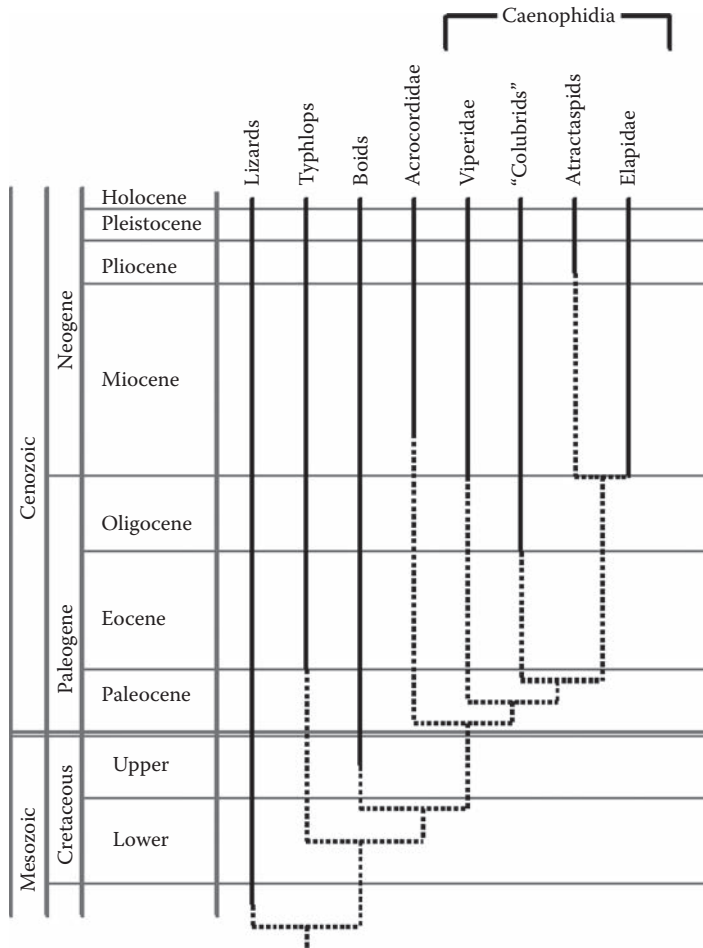 Caenophidia
Lizards
Typhlops
Boids
Acrocordidae
Viperidae
“Colubrids”
Atractaspids
Elapidae
Cenozoic
Neogene
Holocene
Pleistocene
Pliocene
Miocene
Paleogene
Oligocene
Eocene
Paleocene
Mesozoic
Cretaceous
Upper
Lower